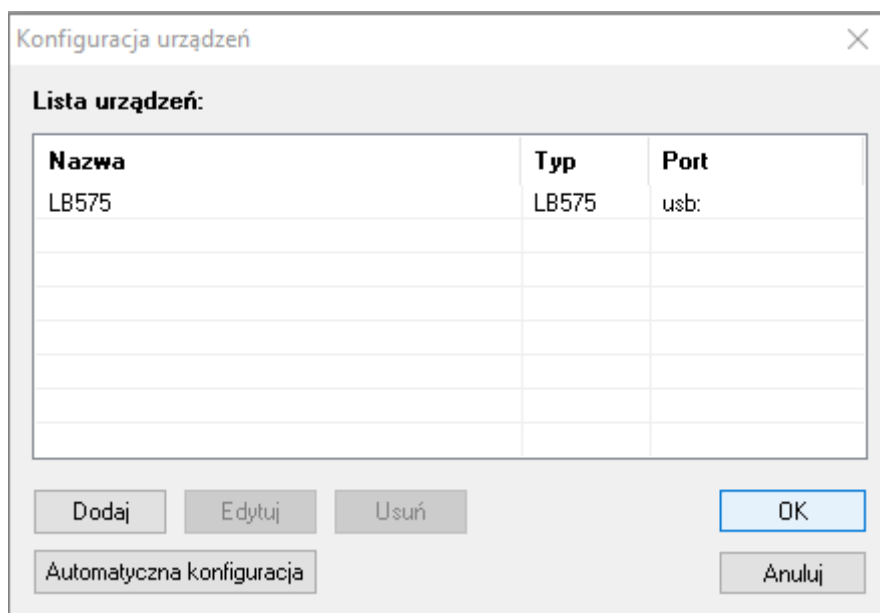 Konfiguracja urządzeń
Lista urządzeń:
Nazwa Typ Port
LB575 LB575 usb:
Dodaj Edytuj Usuń OK
Automatyczna konfiguracja Anuluj